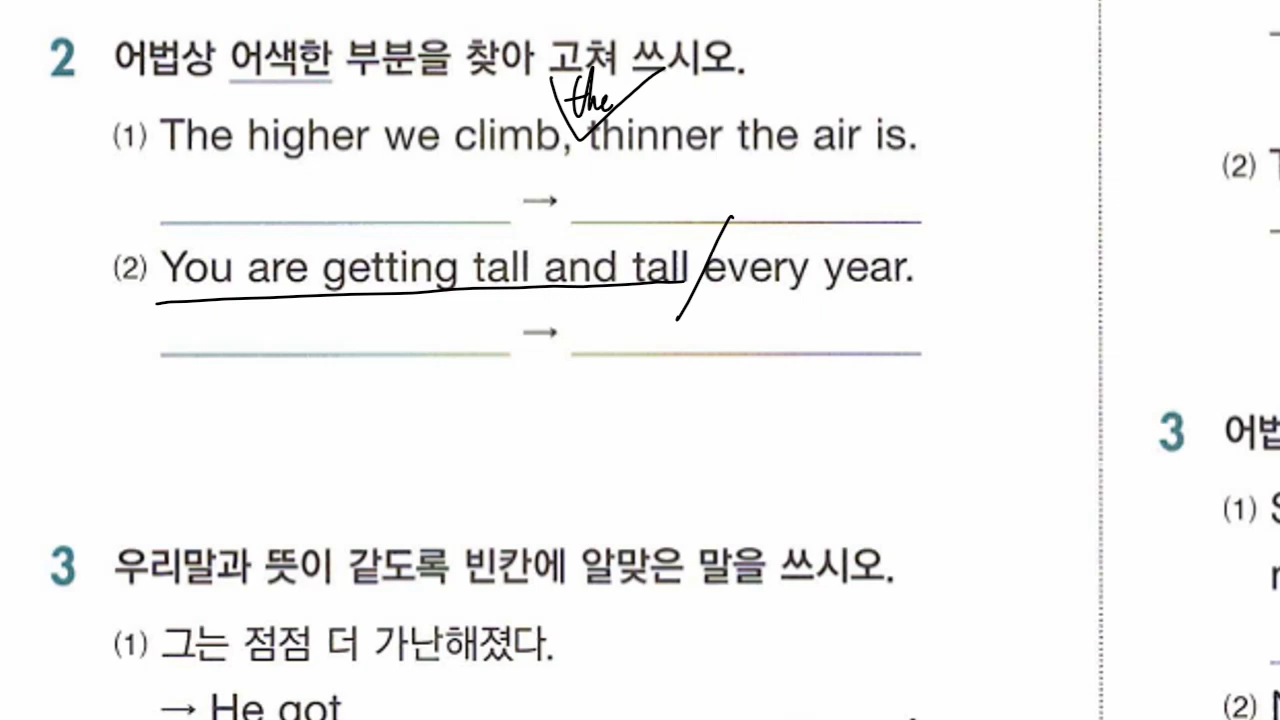 2 어법상 어색한 부분을 찾아 고쳐 쓰시오.
the
(1) The higher we climb, thinner the air is.
→
(2) You are getting tall and tall every year.
→
3 우리말과 뜻이 같도록 빈칸에 알맞은 말을 쓰시오.
(1) 그는 점점 더 가난해졌다.
→ He got
(2)
3 어법
(1)
(2)